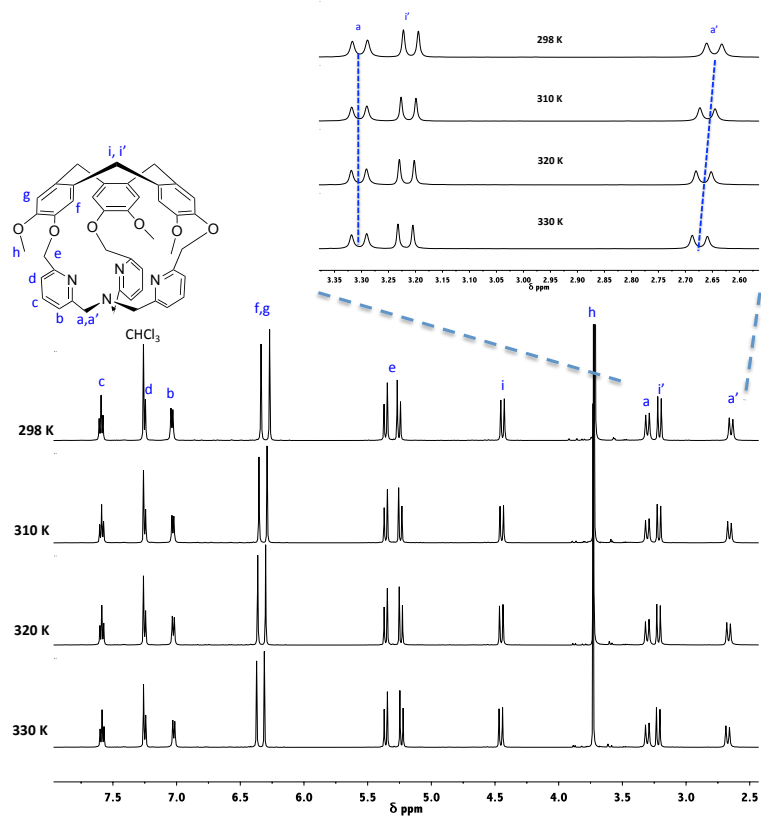 a
i’
a’
298 K
310 K
320 K
330 K
3.35
3.30
3.25
3.20
3.15
3.10
3.05
3.00
2.95
2.90
2.85
2.80
2.75
2.70
2.65
2.60
δ ppm
δ ppm
i, i’
g
f
O
O
O
O
O
O
h
e
d
N
N
N
N
c
b
a,a’
CHCl3
f,g
h
c
d
b
e
i
a
i’
a’
298 K
310 K
320 K
330 K
7.5
7.0
6.5
6.0
5.5
5.0
4.5
4.0
3.5
3.0
2.5
δ ppm